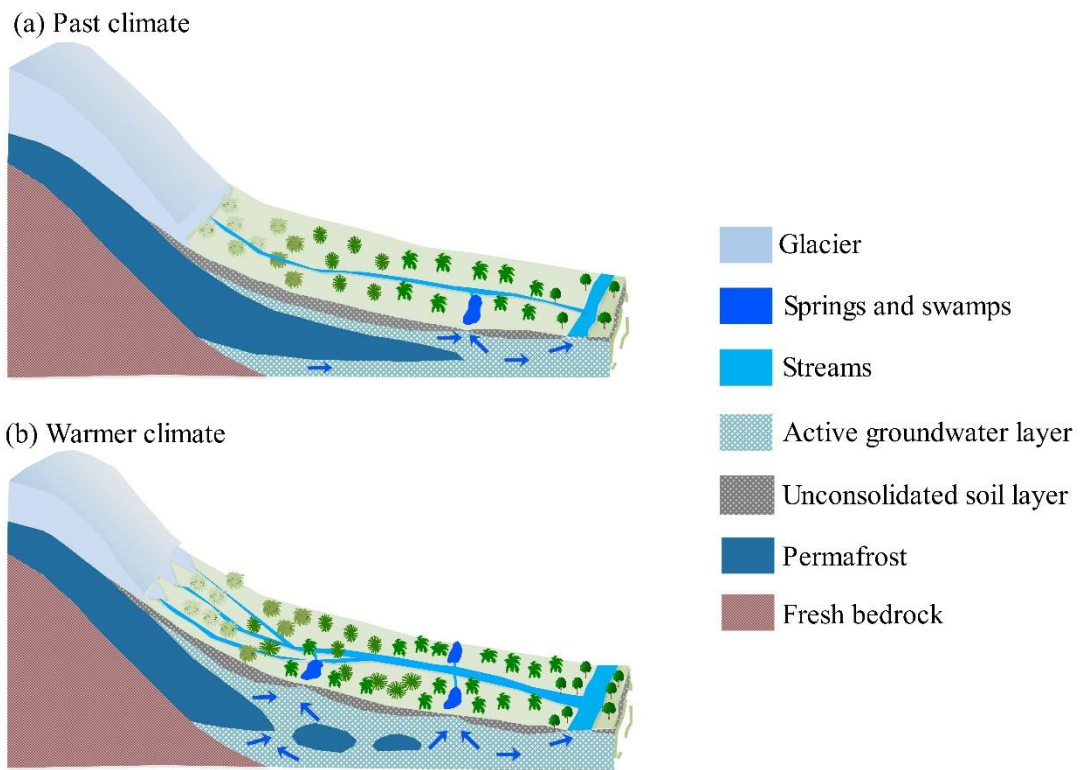 (a) Past climate
Glacier
Springs and swamps
Streams
(b) Warmer climate
Active groundwater layer
Unconsolidated soil layer
Permafrost
Fresh bedrock